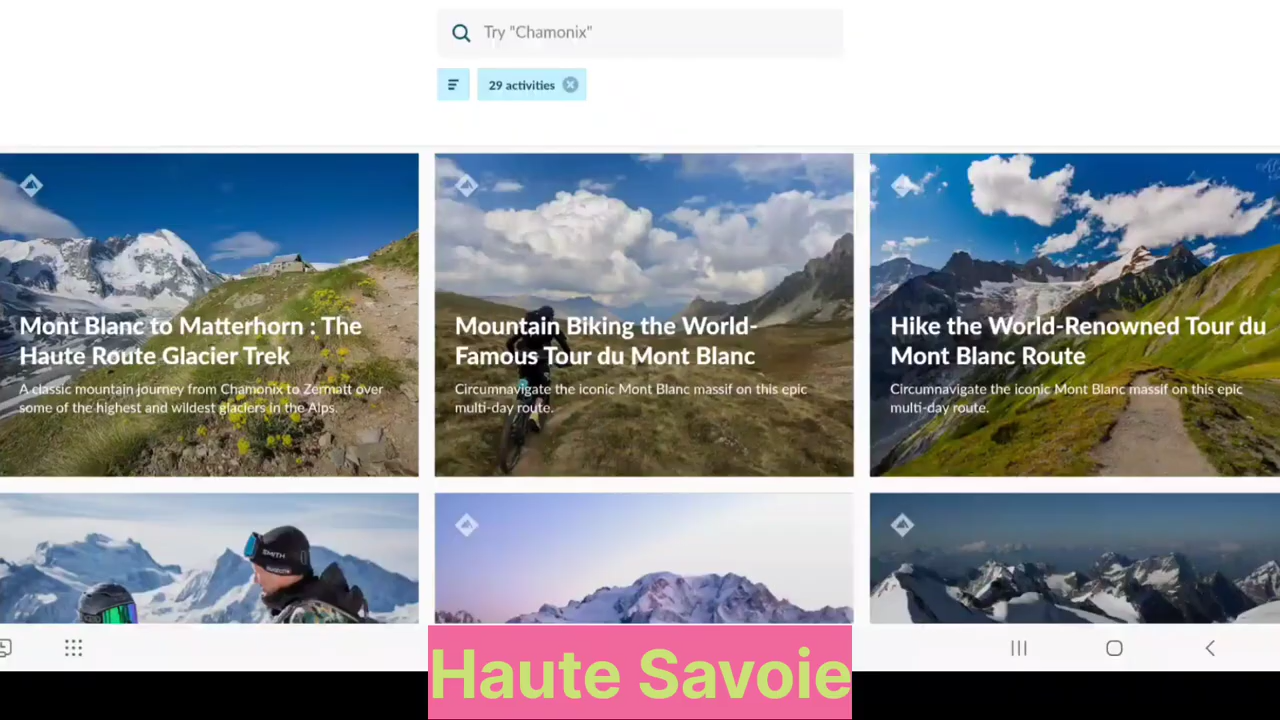 Try "Chamonix"
29 activities
Mont Blanc to Matterhorn : The
Haute Route Glacier Trek
A classic mountain journey from Chamonix to Zermatt over
some of the highest and wildest glaciers in the Alps.
Mountain Biking the World-
Famous Tour du Mont Blanc
Circumnavigate the iconic Mont Blanc massif on this epic
multi-day route.
Hike the World-Renowned Tour du
Mont Blanc Route
Circumnavigate the iconic Mont Blanc massif on this epic
multi-day route.
SMITH
Haute Savoie